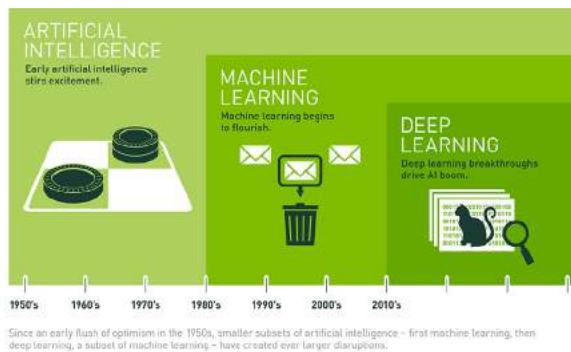 ARTIFICIAL
INTELLIGENCE
Early artificial intelligence
stirs excitement.
MACHINE
LEARNING
Machine learning begins
to flourish.
DEEP
LEARNING
Deep learning breakthroughs
drive AI boom.
1950's 1960's 1970's 1980's 1990's 2000's 2010's
Since an early flush of optimism in the 1950s, smaller subsets of artificial intelligence – first machine learning, then
deep learning, a subset of machine learning – have created ever larger disruptions.